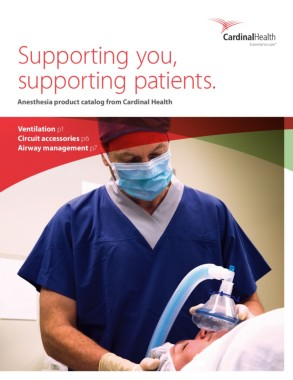 CardinalHealth
Essential to care™
Supporting you,
supporting patients.
Anesthesia product catalog from Cardinal Health
Ventilation p1
Circuit accessories p6
Airway management p7